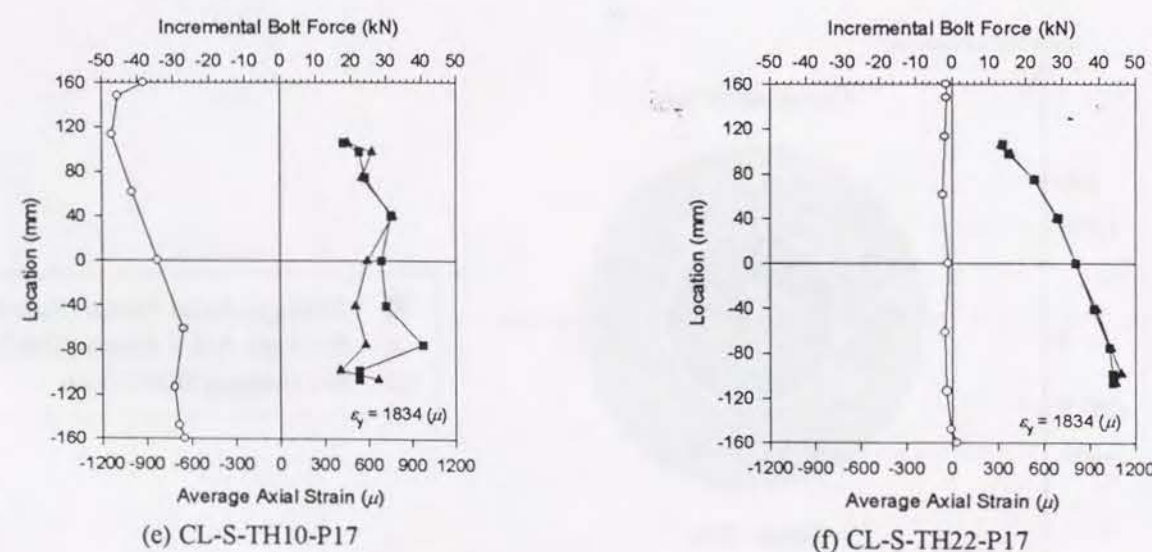 Incremental Bolt Force (kN)
-50 -40 -30 -20 -10 0 10 20 30 40 50
160
120
80
40
0
-40
-80
-120
-160
Location (mm)
εy = 1834 (μ)
-1200 -900 -600 -300 0 300 600 900 1200
Average Axial Strain (μ)
(e) CL-S-TH10-P17
Incremental Bolt Force (kN)
-50 -40 -30 -20 -10 0 10 20 30 40 50
160
120
80
40
0
-40
-80
-120
-160
Location (mm)
εy = 1834 (μ)
-1200 -900 -600 -300 0 300 600 900 1200
Average Axial Strain (μ)
(f) CL-S-TH22-P17